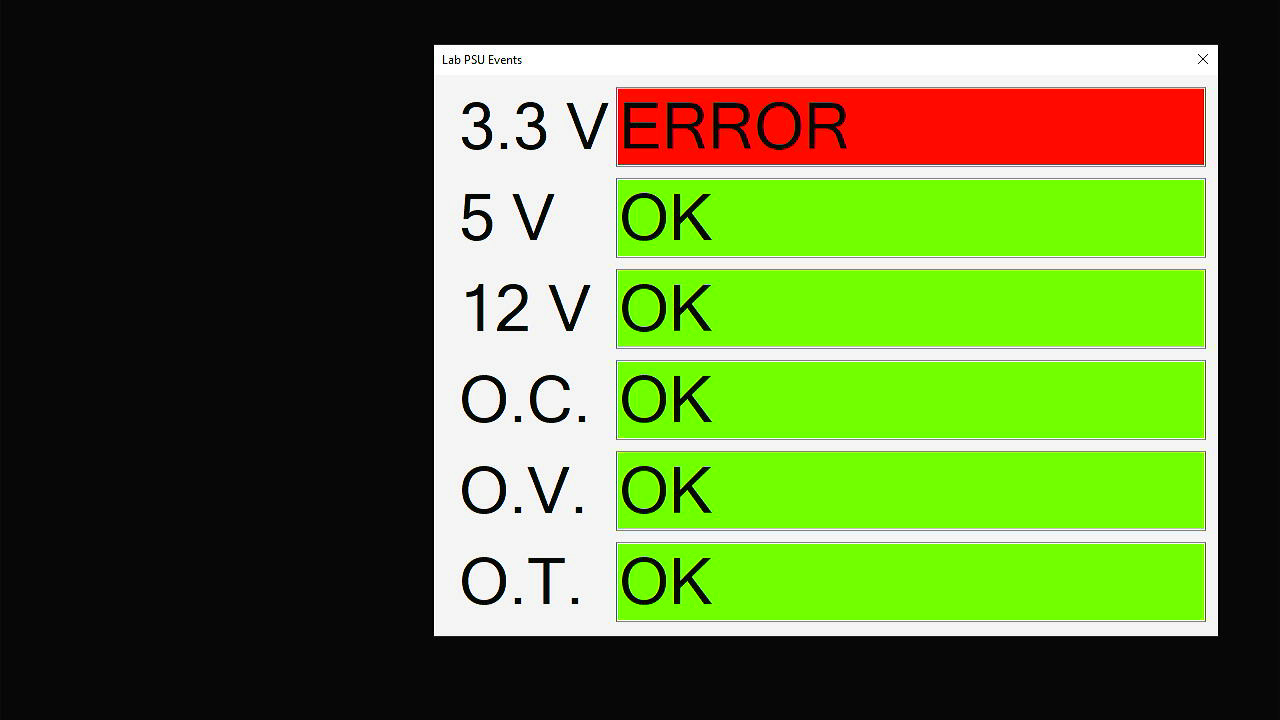 Lab PSU Events
3.3 V ERROR
5 V OK
12 V OK
O.C. OK
O.V. OK
O.T. OK